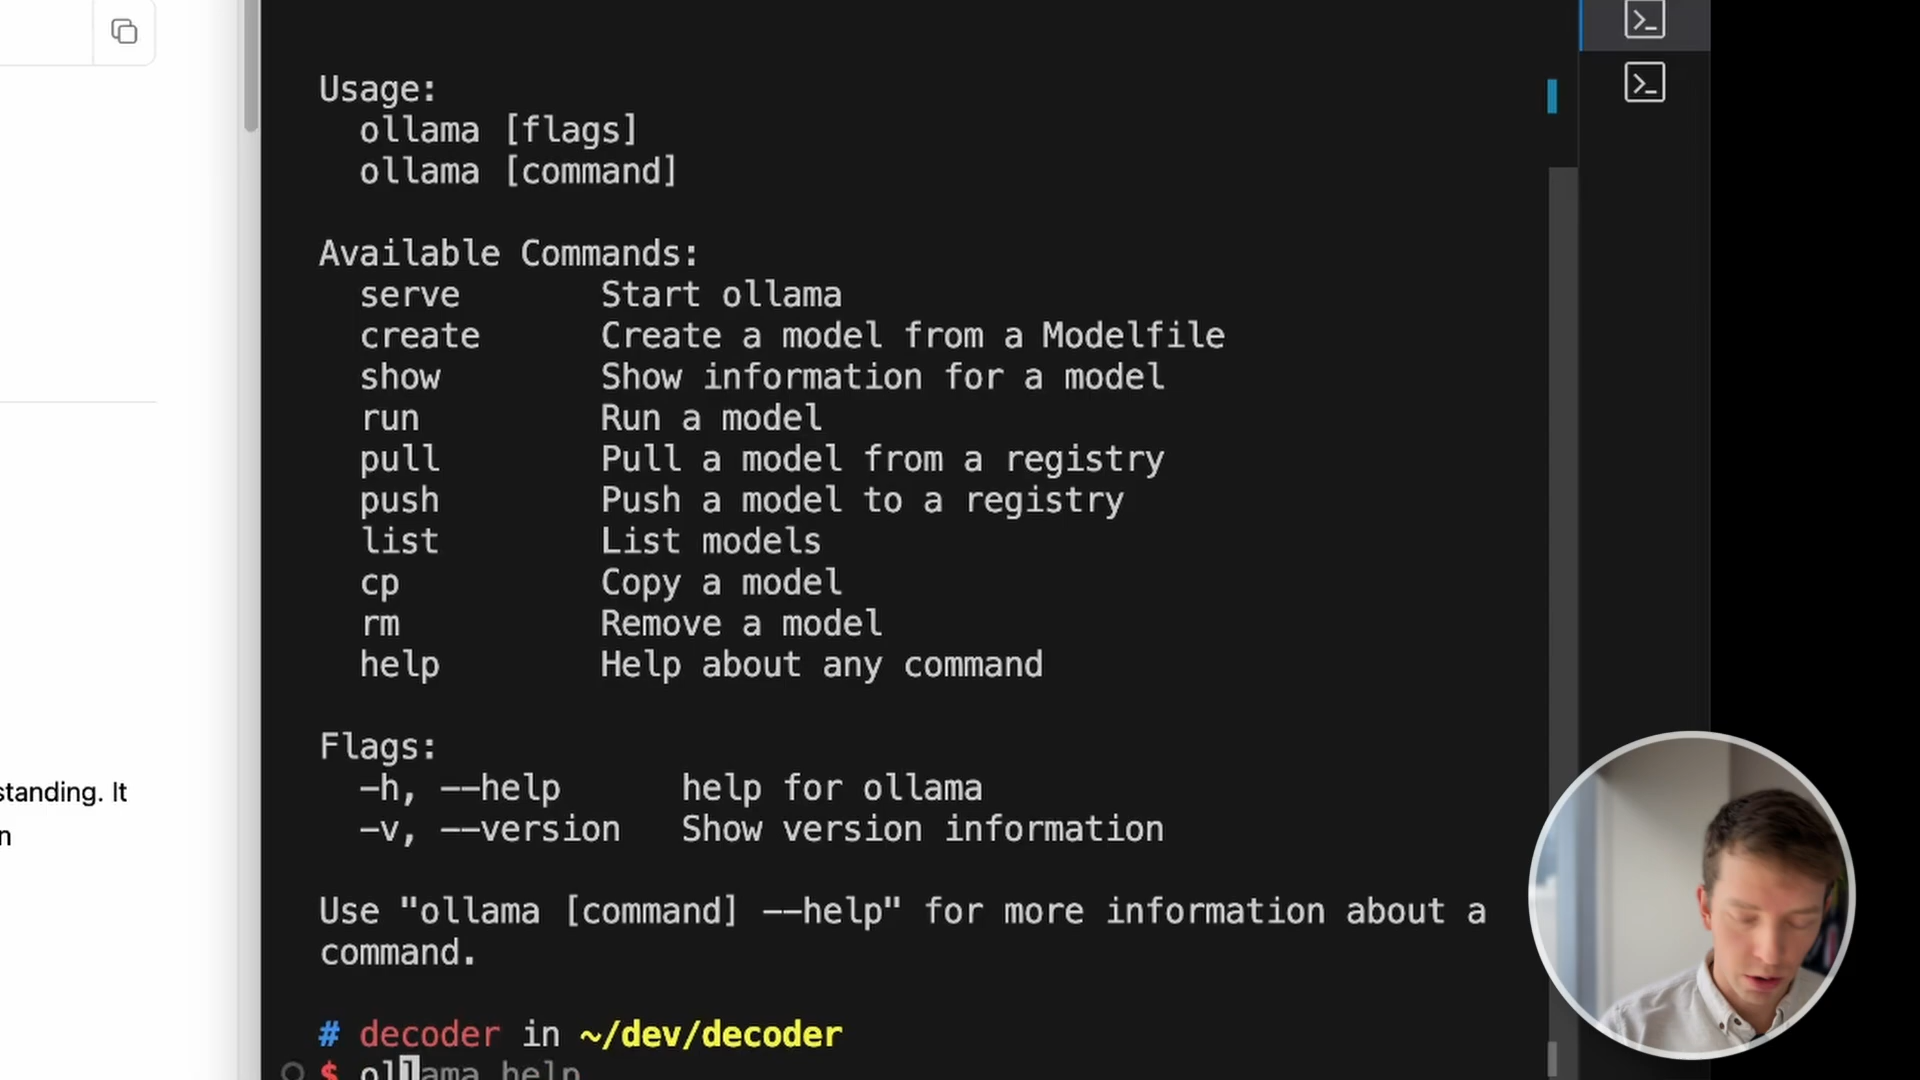 Usage:
ollama [flags]
ollama [command]
Available Commands:
serve Start ollama
create Create a model from a Modelfile
show Show information for a model
run Run a model
pull Pull a model from a registry
push Push a model to a registry
list List models
cp Copy a model
rm Remove a model
help Help about any command
Flags:
-h, --help help for ollama
-v, --version Show version information
standing. It
n
Use "ollama [command] --help" for more information about a
command.
# decoder in ~/dev/decoder
$ ollama help